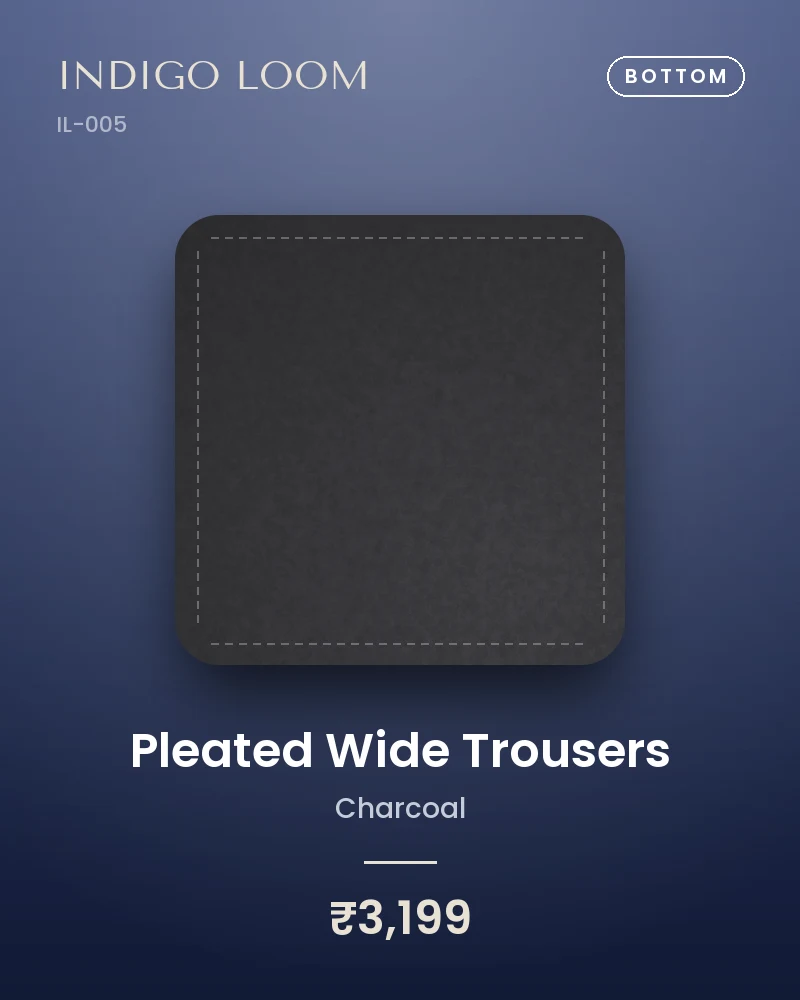 INDIGO LOOM
BOTTOM
IL-005
Pleated Wide Trousers
Charcoal
₹3,199